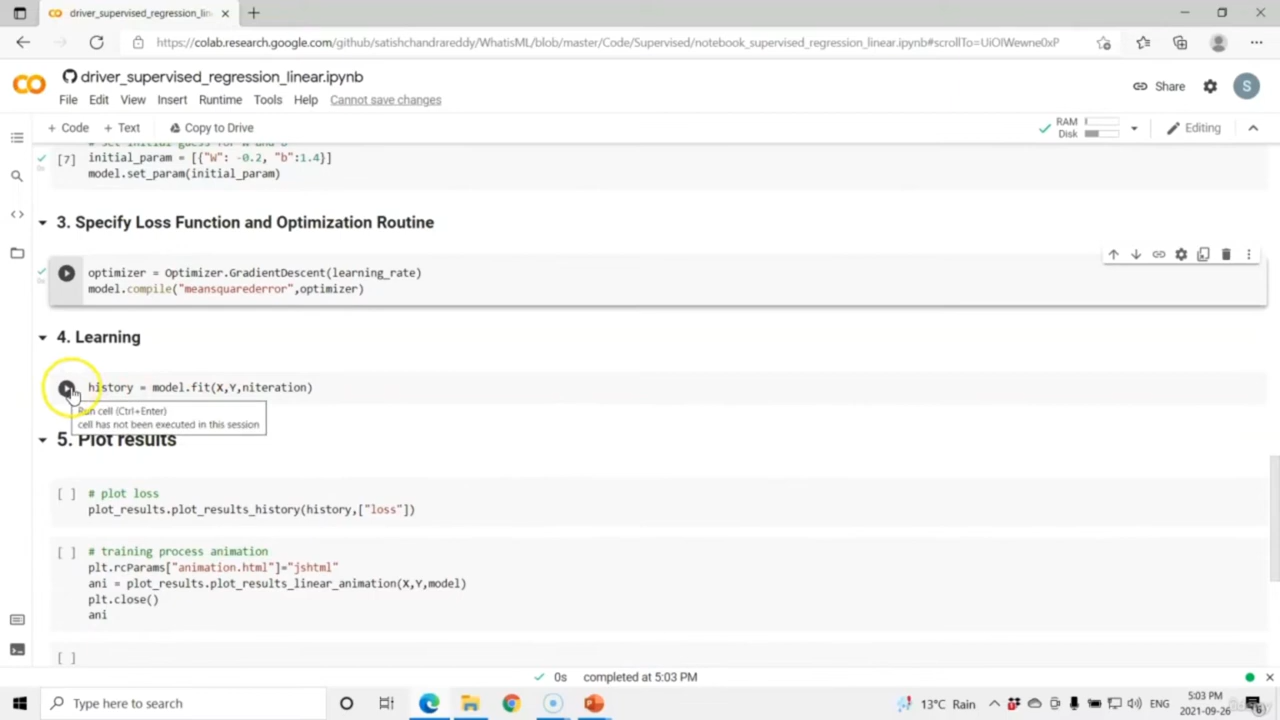 driver_supervised_regression_lin
https://colab.research.google.com/github/satishchandrareddy/WhatisML/blob/master/Code/Supervised/notebook_supervised_regression_linear.ipynb#scrollTo=UiOlWewne0xP
driver_supervised_regression_linear.ipynb
Share
S
File Edit View Insert Runtime Tools Help Cannot save changes
+ Code + Text Copy to Drive
RAM
Disk
Editing
# set initial guess for W and b
[7] initial_param = [{"W": -0.2, "b":1.4}]
model.set_param(initial_param)
3. Specify Loss Function and Optimization Routine
optimizer = Optimizer.GradientDescent(learning_rate)
model.compile("meansquarederror",optimizer)
4. Learning
history = model.fit(X,Y,niteration)
Run cell (Ctrl+Enter)
cell has not been executed in this session
5. Plot results
[ ] # plot loss
plot_results.plot_results_history(history,["loss"])
[ ] # training process animation
plt.rcParams["animation.html"]="jshtml"
ani = plot_results.plot_results_linear_animation(X,Y,model)
plt.close()
ani
[ ]
0s completed at 5:03 PM
Type here to search
13°C Rain
ENG
5:03 PM
2021-09-26